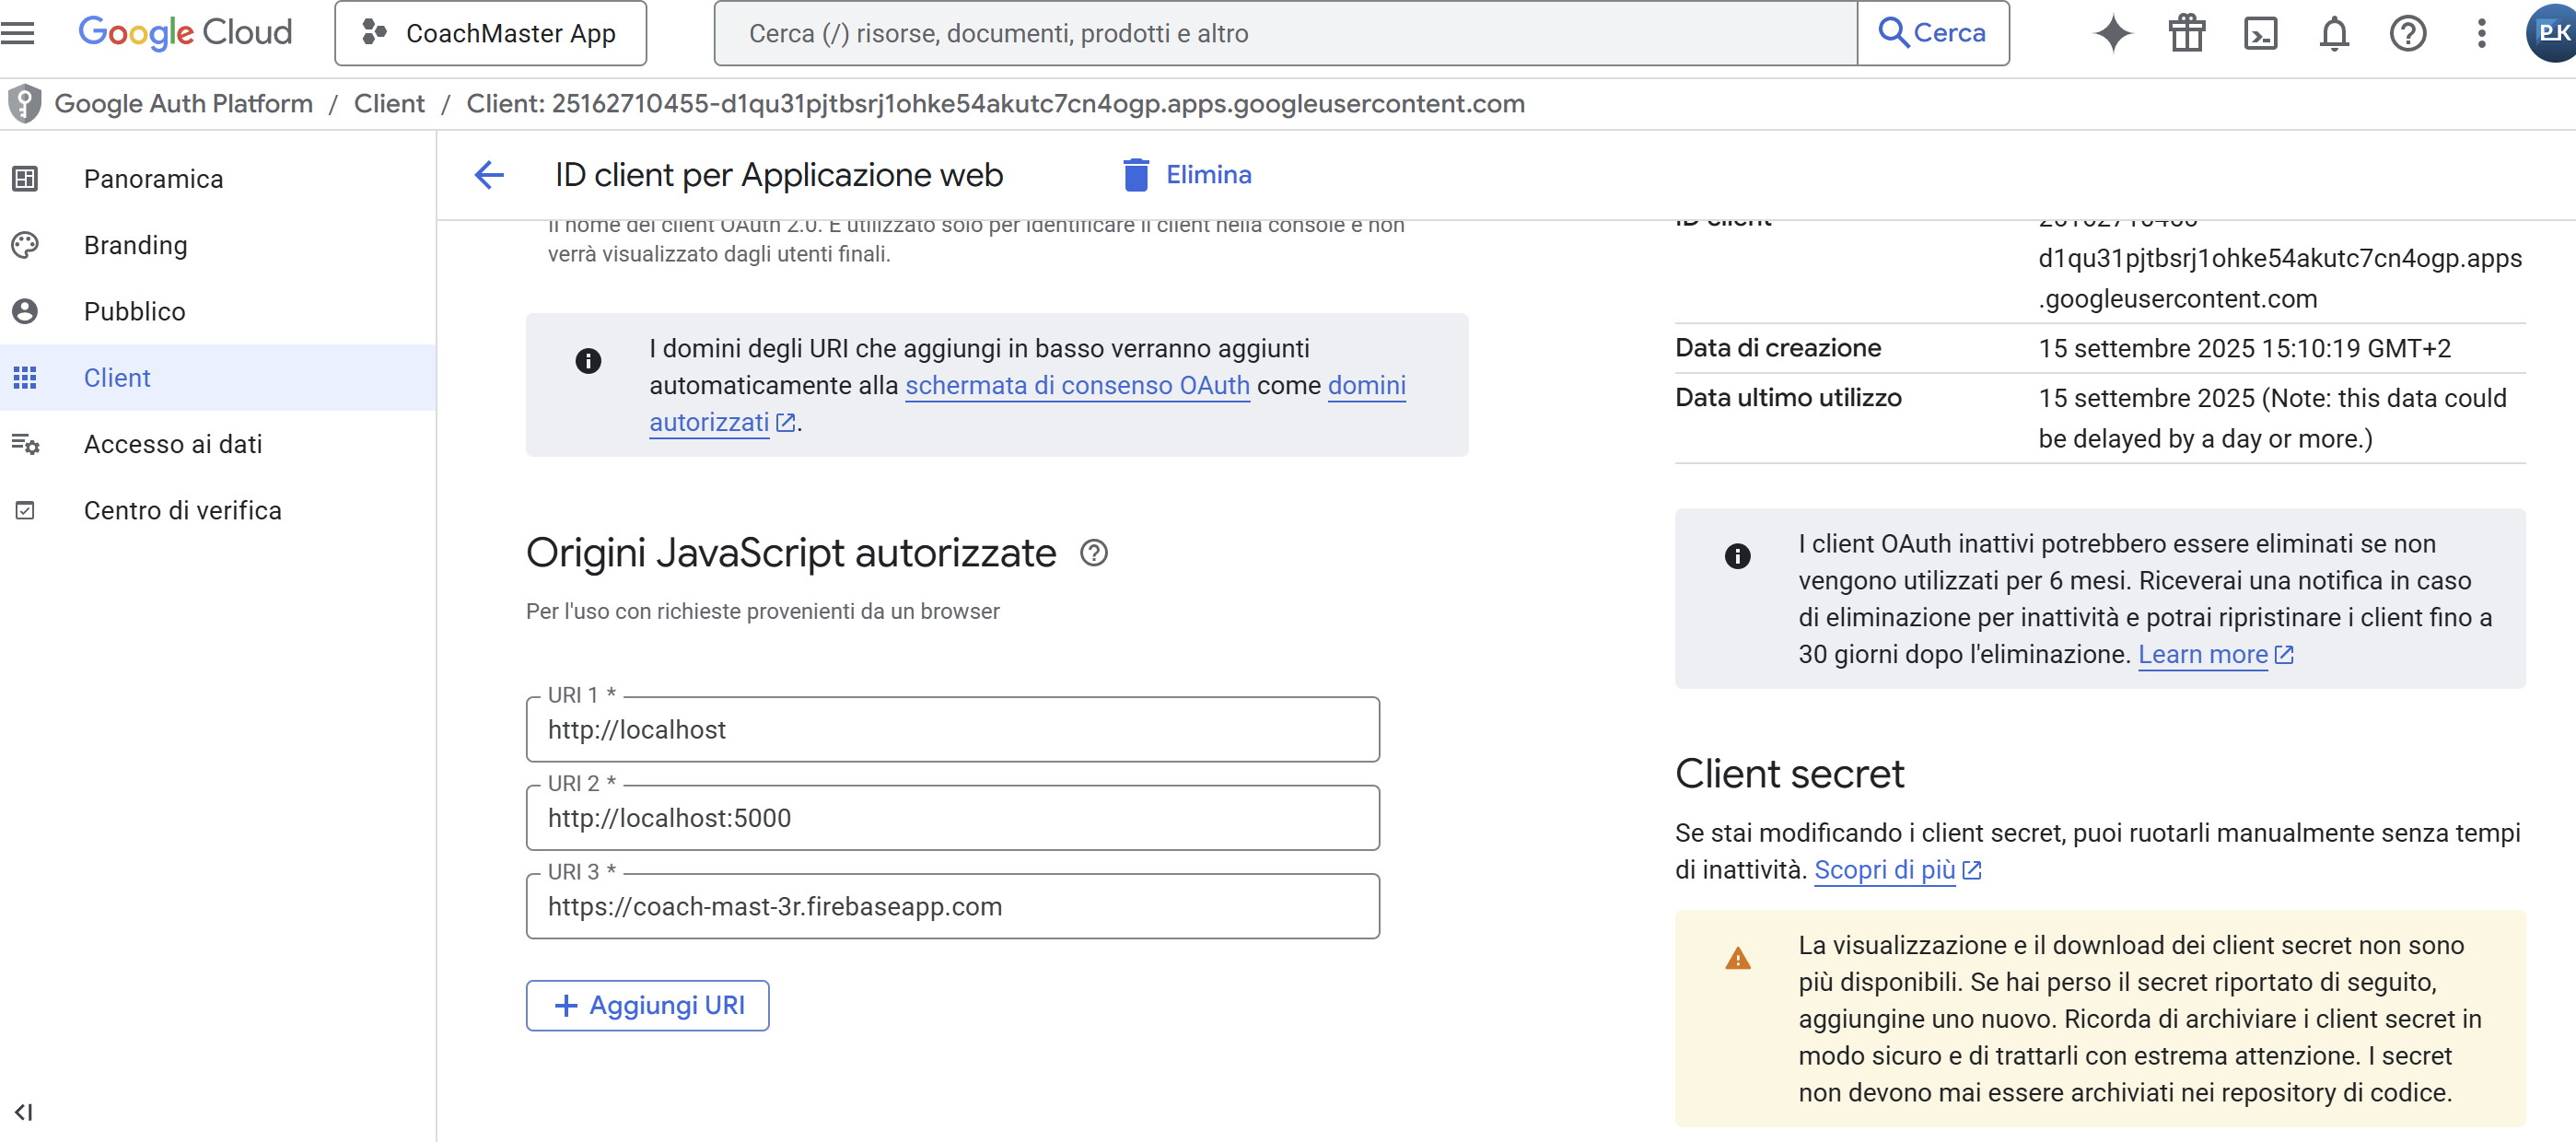 Google Cloud
CoachMaster App
Cerca (/) risorse, documenti, prodotti e altro
Cerca
Google Auth Platform / Client / Client: 25162710455-d1qu31pjtbsrj1ohke54akutc7cn4ogp.apps.googleusercontent.com
Panoramica
Branding
Pubblico
Client
Accesso ai dati
Centro di verifica
ID client per Applicazione web
Elimina
Il nome del client OAuth 2.0. È utilizzato solo per identificare il client nella console e non
verrà visualizzato dagli utenti finali.
I domini degli URI che aggiungi in basso verranno aggiunti
automaticamente alla schermata di consenso OAuth come domini
autorizzati.
Origini JavaScript autorizzate
Per l'uso con richieste provenienti da un browser
URI 1 *
http://localhost
URI 2 *
http://localhost:5000
URI 3 *
https://coach-mast-3r.firebaseapp.com
Aggiungi URI
ID client
d1qu31pjtbsrj1ohke54akutc7cn4ogp.apps
.googleusercontent.com
Data di creazione
15 settembre 2025 15:10:19 GMT+2
Data ultimo utilizzo
15 settembre 2025 (Note: this data could
be delayed by a day or more.)
I client OAuth inattivi potrebbero essere eliminati se non
vengono utilizzati per 6 mesi. Riceverai una notifica in caso
di eliminazione per inattività e potrai ripristinare i client fino a
30 giorni dopo l'eliminazione. Learn more
Client secret
Se stai modificando i client secret, puoi ruotarli manualmente senza tempi
di inattività. Scopri di più
La visualizzazione e il download dei client secret non sono
più disponibili. Se hai perso il secret riportato di seguito,
aggiungine uno nuovo. Ricorda di archiviare i client secret in
modo sicuro e di trattarli con estrema attenzione. I secret
non devono mai essere archiviati nei repository di codice.